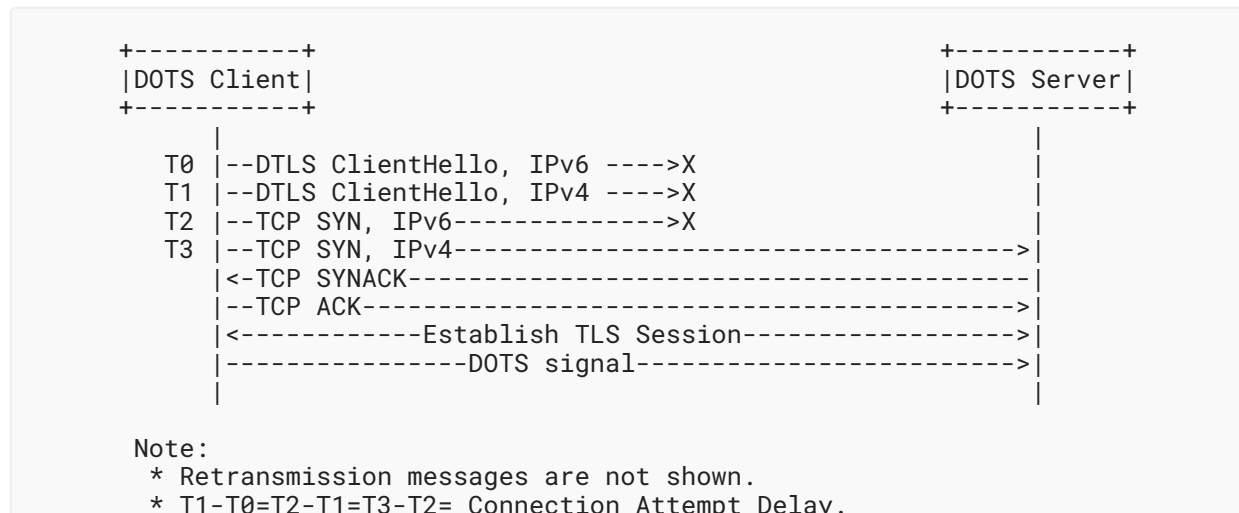 +-----------+                                         +-----------+
|DOTS Client|                                         |DOTS Server|
+-----------+                                         +-----------+
      |                                                     |
   T0 |--DTLS ClientHello, IPv6 ---->X                      |
   T1 |--DTLS ClientHello, IPv4 ---->X                      |
   T2 |--TCP SYN, IPv6-------------->X                      |
   T3 |--TCP SYN, IPv4------------------------------------->|
      |<-TCP SYNACK-----------------------------------------|
      |--TCP ACK------------------------------------------->|
      |<------------Establish TLS Session------------------>|
      |----------------DOTS signal------------------------->|
      |                                                     |
Note:
 * Retransmission messages are not shown.
 * T1-T0=T2-T1=T3-T2= Connection Attempt Delay.